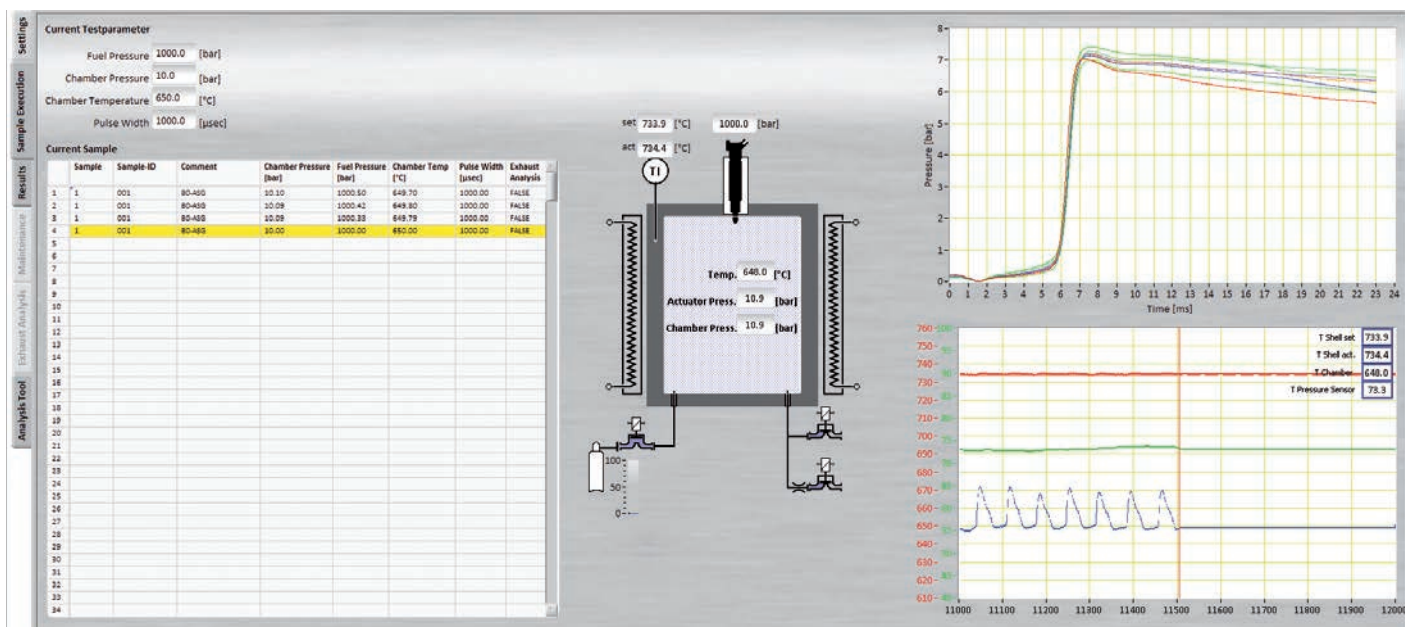 Settings
Sample Execution
Results
Maintenance
Exhaust Analysis
Analysis Tool
Current Testparameter
Fuel Pressure 1000.0 [bar]
Chamber Pressure 10.0 [bar]
Chamber Temperature 650.0 [°C]
Pulse Width 1000.0 [µsec]
Current Sample
Sample Sample-ID Comment Chamber Pressure [bar] Fuel Pressure [bar] Chamber Temp [°C] Pulse Width [µsec] Exhaust Analysis
1 1 001 80-ASG 10.10 1000.50 649.70 1000.00 FALSE
2 1 001 80-ASG 10.09 1000.42 649.80 1000.00 FALSE
3 1 001 80-ASG 10.09 1000.38 649.79 1000.00 FALSE
4 1 001 80-ASG 10.00 1000.00 650.00 1000.00 FALSE
5
6
7
8
9
10
11
12
13
14
15
16
17
18
19
20
21
22
23
24
25
26
27
28
29
30
31
32
33
34
set 733.9 [°C] 1000.0 [bar]
act 734.4 [°C]
TI
Temp. 648.0 [°C]
Actuator Press. 10.9 [bar]
Chamber Press. 10.9 [bar]
100
50
0
Pressure [bar]
8
7
6
5
4
3
2
1
0
0 1 2 3 4 5 6 7 8 9 10 11 12 13 14 15 16 17 18 19 20 21 22 23 24
Time [ms]
760
750
740
730
720
710
700
690
680
670
660
650
640
630
620
610
T Shell set 733.9
T Shell act. 734.4
T Chamber 648.0
T Pressure Sensor 73.3
11000 11100 11200 11300 11400 11500 11600 11700 11800 11900 12000